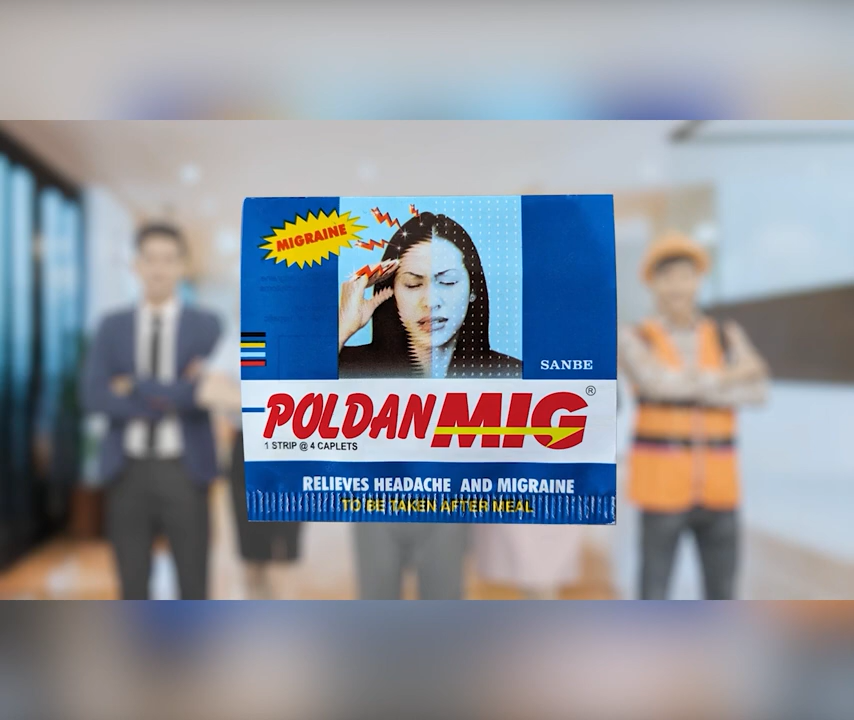 MIGRAINE
SANBE
POLDANMIG®
1 STRIP @ 4 CAPLETS
RELIEVES HEADACHE AND MIGRAINE
TO BE TAKEN AFTER MEAL